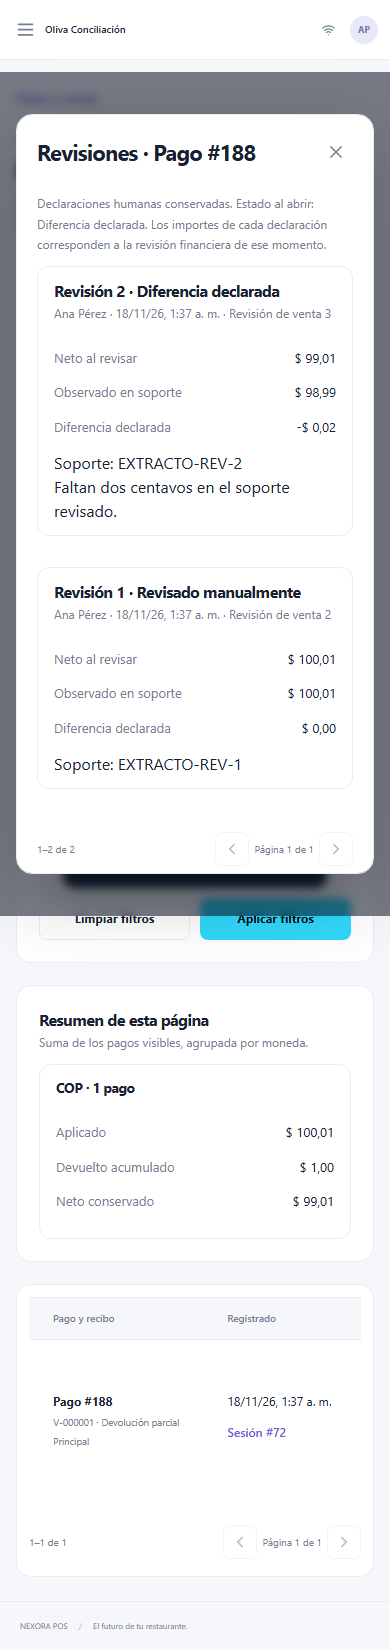 Oliva Conciliación
AP
Revisiones · Pago #188
Declaraciones humanas conservadas. Estado al abrir:
Diferencia declarada. Los importes de cada declaración
corresponden a la revisión financiera de ese momento.
Revisión 2 · Diferencia declarada
Ana Pérez · 18/11/26, 1:37 a. m. · Revisión de venta 3
Neto al revisar $ 99,01
Observado en soporte $ 98,99
Diferencia declarada -$ 0,02
Soporte: EXTRACTO-REV-2
Faltan dos centavos en el soporte
revisado.
Revisión 1 · Revisado manualmente
Ana Pérez · 18/11/26, 1:37 a. m. · Revisión de venta 2
Neto al revisar $ 100,01
Observado en soporte $ 100,01
Diferencia declarada $ 0,00
Soporte: EXTRACTO-REV-1
1–2 de 2 Página 1 de 1
Limpiar filtros Aplicar filtros
Resumen de esta página
Suma de los pagos visibles, agrupada por moneda.
COP · 1 pago
Aplicado $ 100,01
Devuelto acumulado $ 1,00
Neto conservado $ 99,01
Pago y recibo Registrado
Pago #188 18/11/26, 1:37 a. m.
V-000001 · Devolución parcial Sesión #72
Principal
1–1 de 1 Página 1 de 1
NEXORA POS / El futuro de tu restaurante.